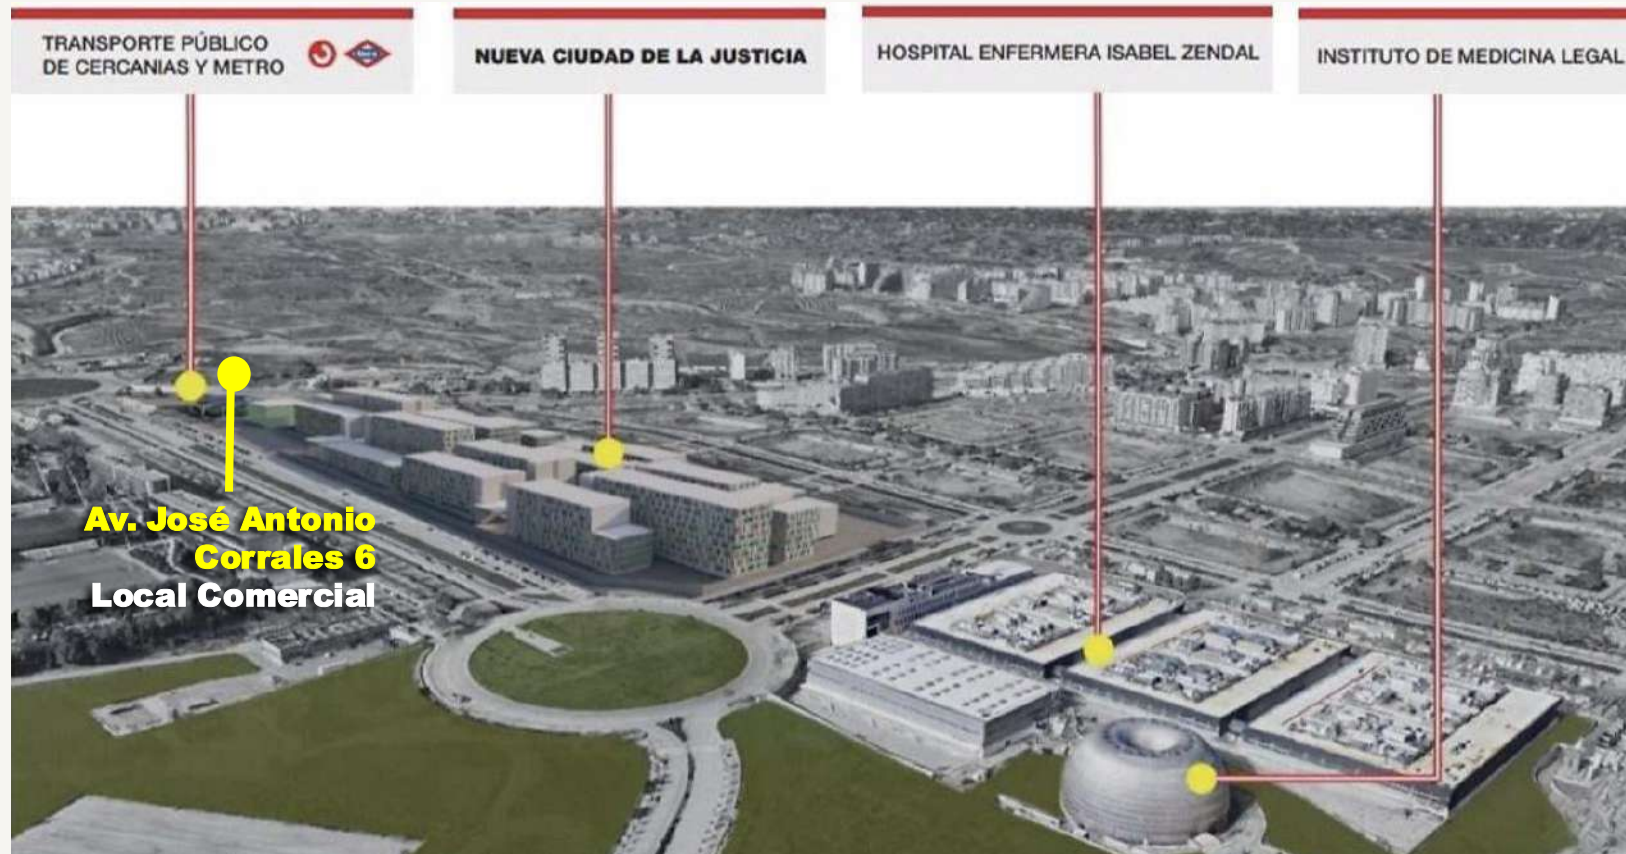 TRANSPORTE PÚBLICO
DE CERCANIAS Y METRO
NUEVA CIUDAD DE LA JUSTICIA
HOSPITAL ENFERMERA ISABEL ZENDAL
INSTITUTO DE MEDICINA LEGAL
Av. José Antonio
Corrales 6
Local Comercial